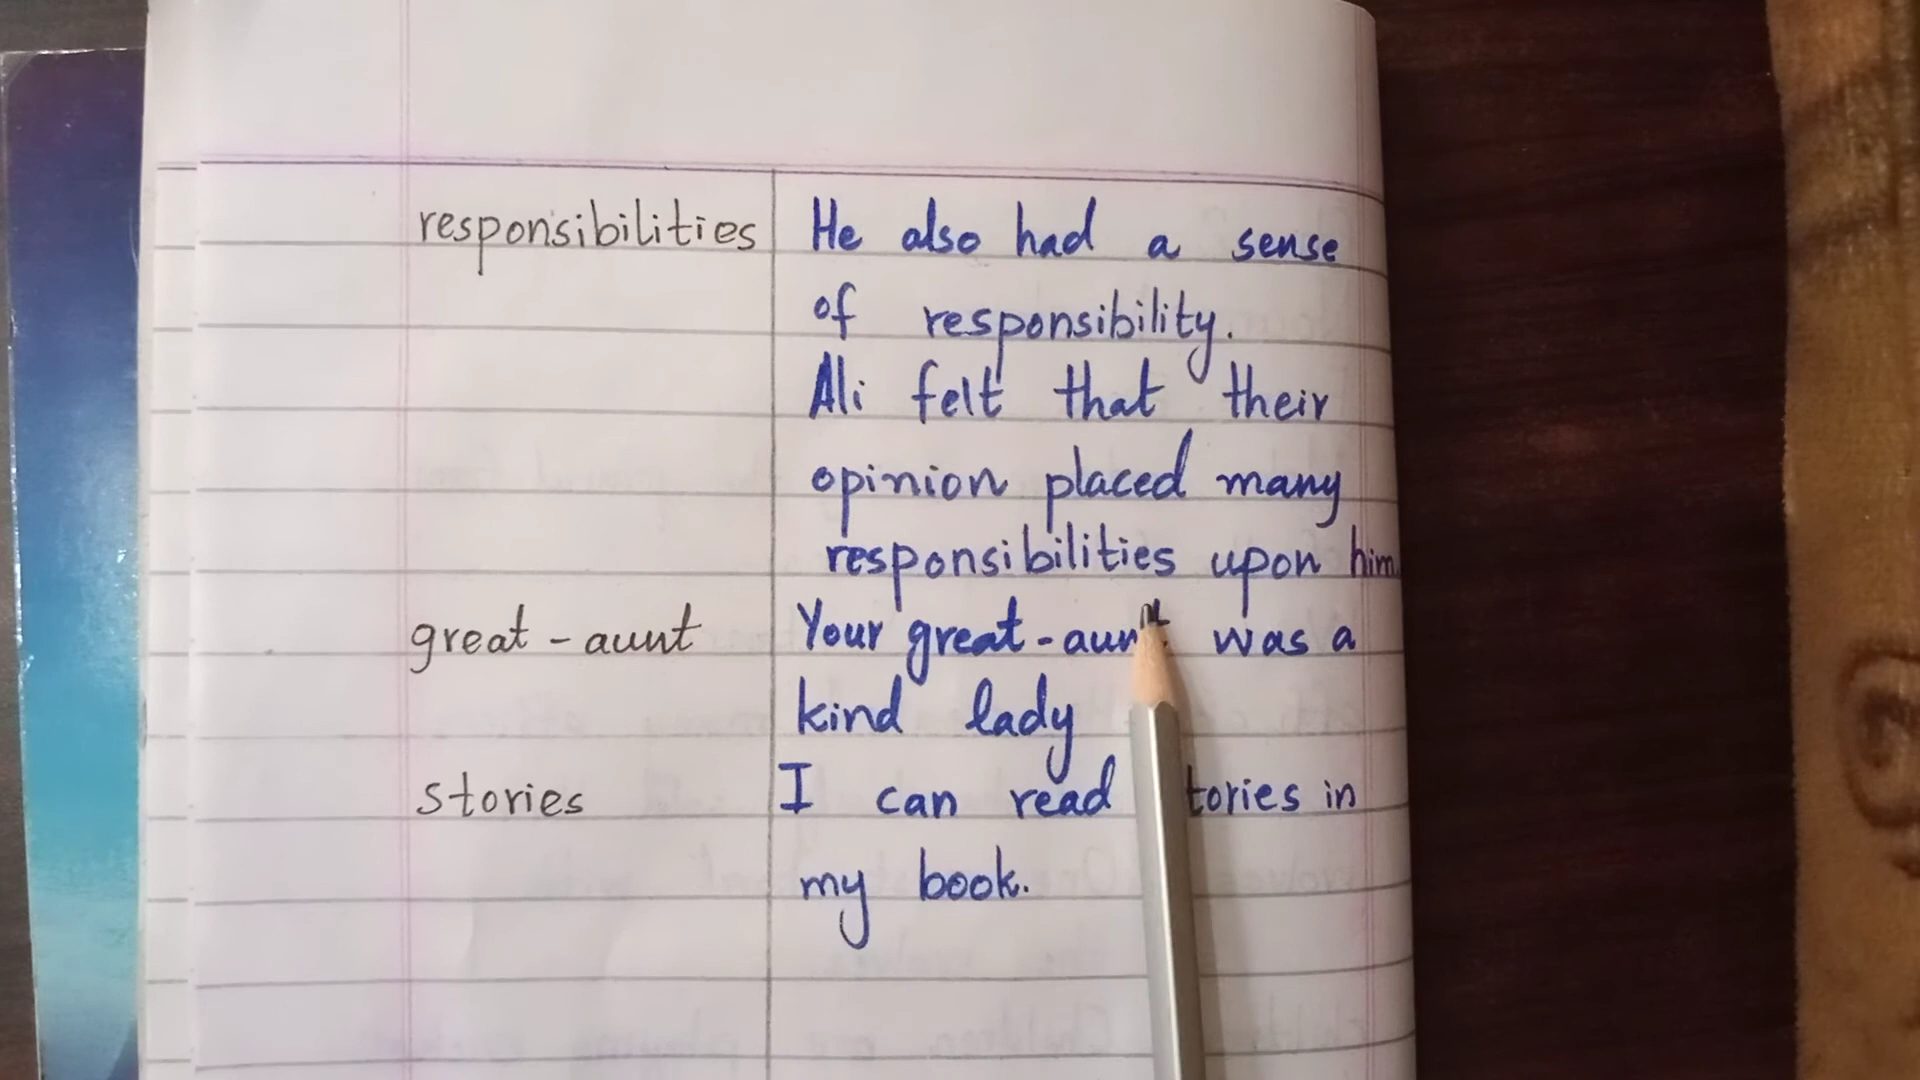 responsibilities He also had a sense
of responsibility.
Ali felt that their
opinion placed many
responsibilities upon him.
great-aunt Your great-aunt was a
kind lady
stories I can read tories in
my book.